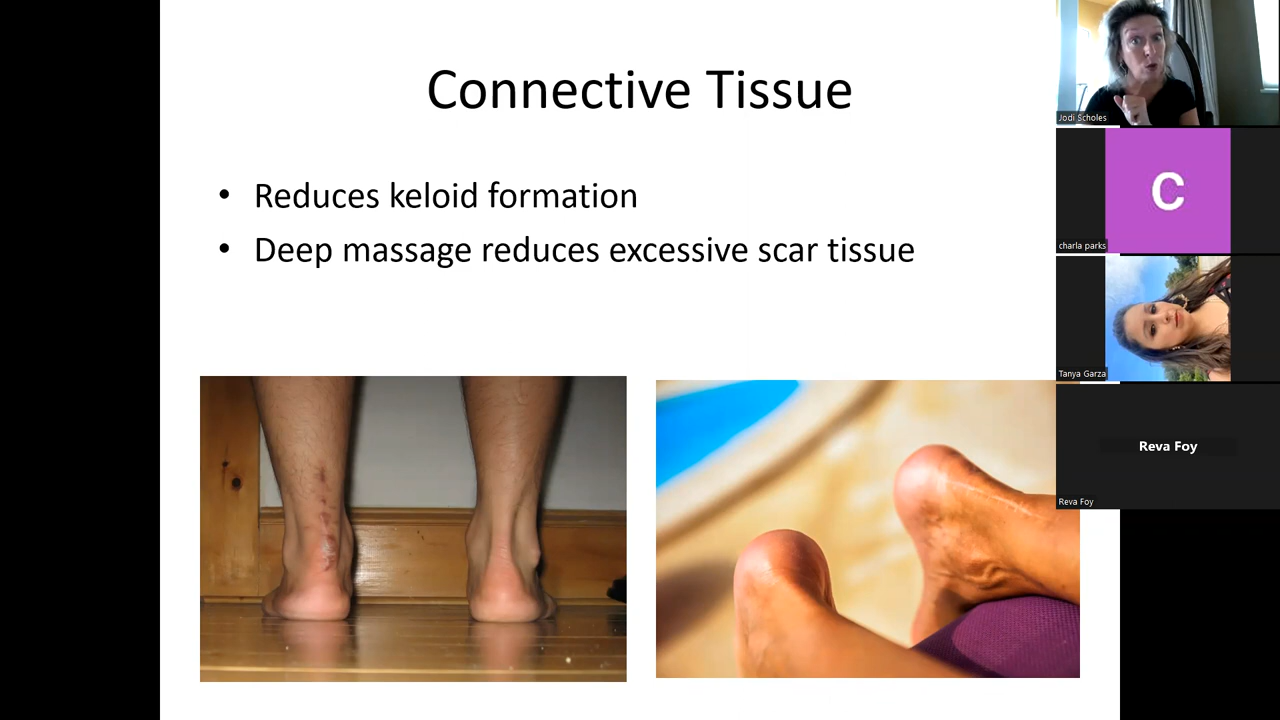 Connective Tissue
• Reduces keloid formation
• Deep massage reduces excessive scar tissue
Jodi Scholes
C
charla parks
Tanya Garza
Reva Foy
Reva Foy